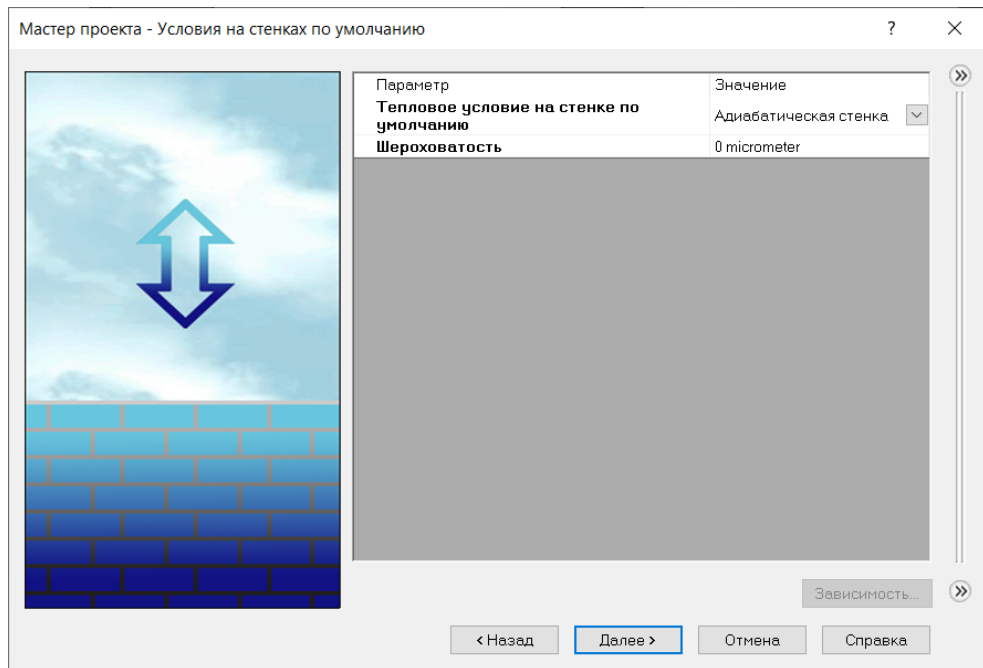 Мастер проекта - Условия на стенках по умолчанию
Параметр Значение
Тепловое условие на стенке по
умолчанию Адиабатическая стенка
Шероховатость 0 micrometer
Зависимость...
< Назад Далее > Отмена Справка